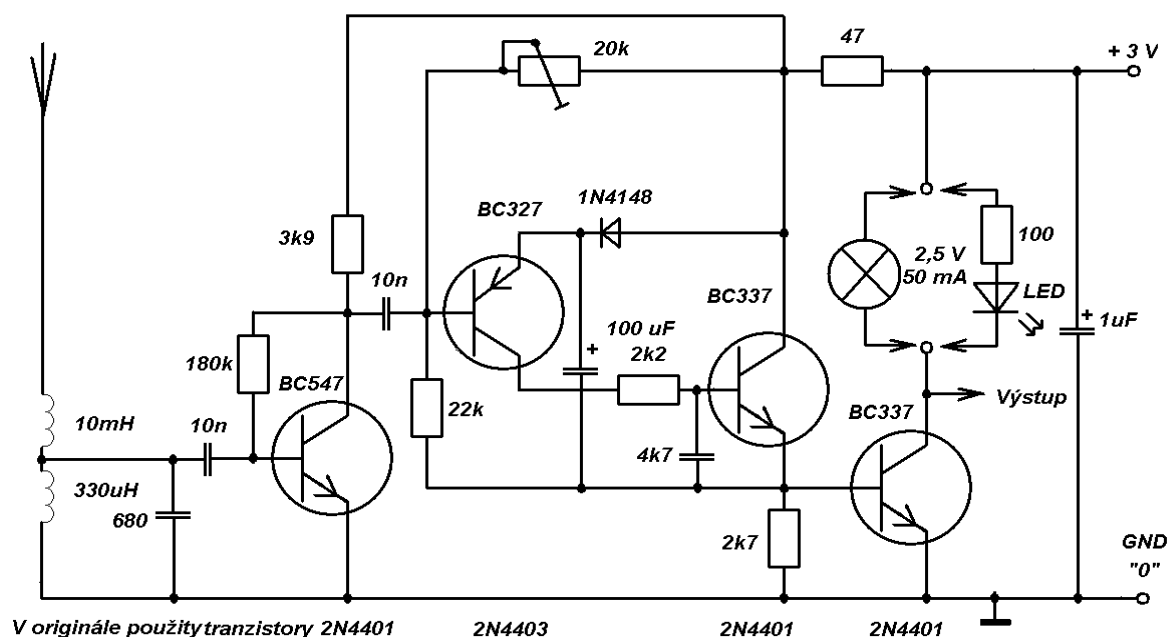 20k
47
+ 3 V
1N4148
BC327
3k9
10n
100
2,5 V
50 mA
LED
BC337
100 uF
+
2k2
+
1uF
180k
BC547
22k
Výstup
BC337
10mH
10n
4k7
330uH
680
2k7
GND
"0"
V originále použity tranzistory 2N4401 2N4403 2N4401 2N4401